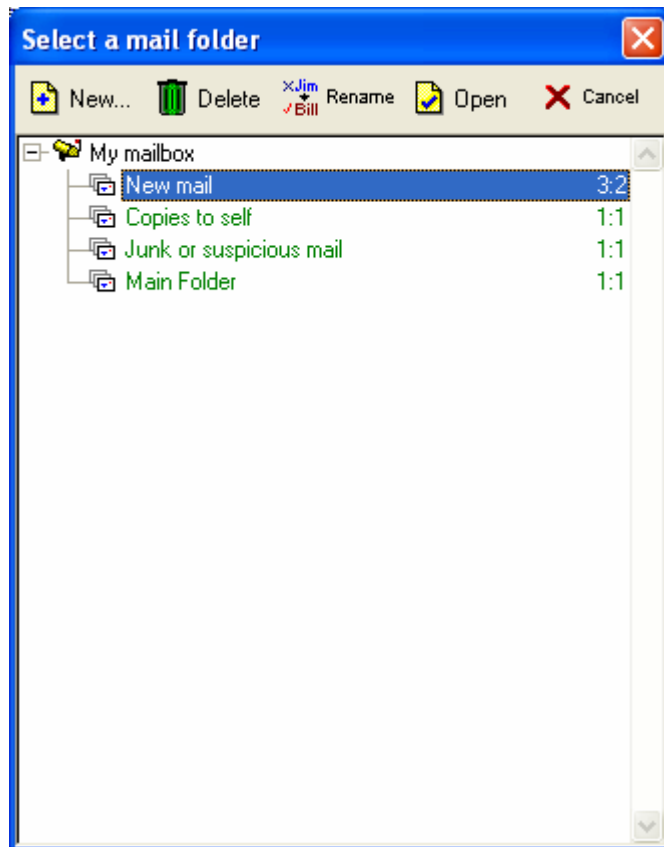 Select a mail folder
New... Delete XJim √Bill Rename Open Cancel
My mailbox
New mail 3:2
Copies to self 1:1
Junk or suspicious mail 1:1
Main Folder 1:1